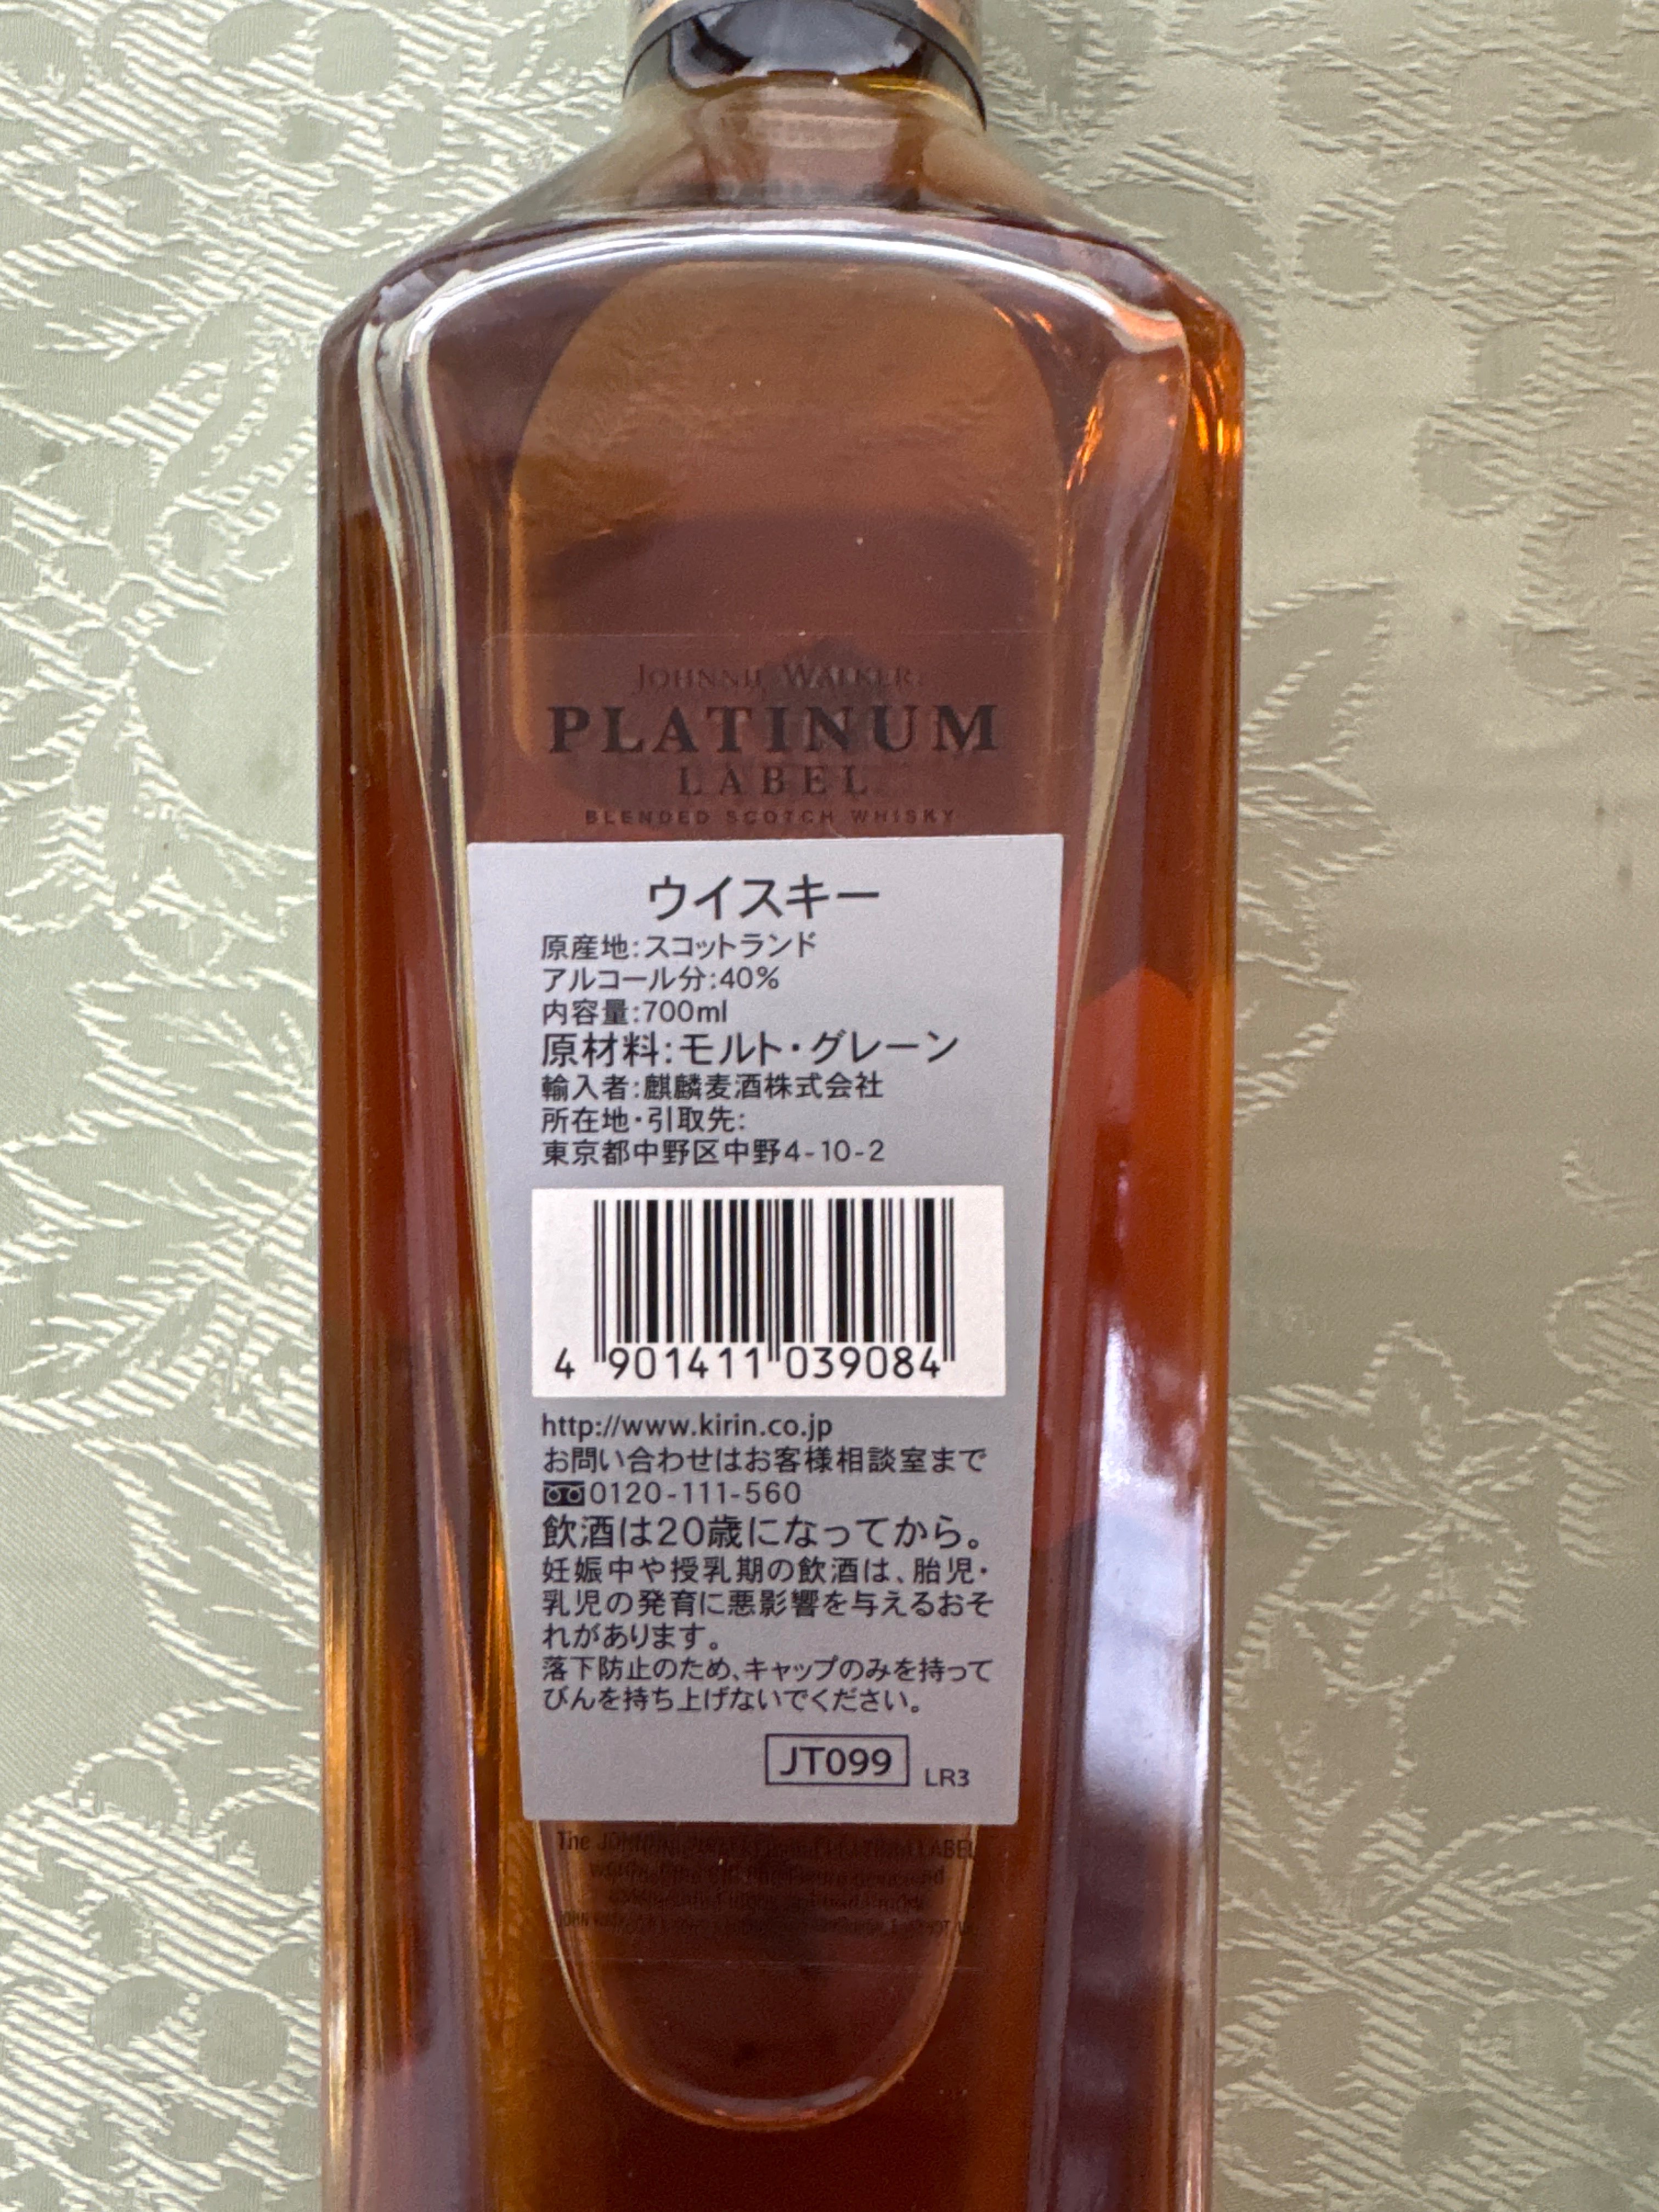 JOHNNIE WALKER
PLATINUM
LABEL
BLENDED SCOTCH WHISKY
ウイスキー
原産地:スコットランド
アルコール分:40%
内容量:700ml
原材料:モルト・グレーン
輸入者:麒麟麦酒株式会社
所在地・引取先:
東京都中野区中野4-10-2
4 901411 039084
http://www.kirin.co.jp
お問い合わせはお客様相談室まで
0120-111-560
飲酒は20歳になってから。
妊娠中や授乳期の飲酒は、胎児・
乳児の発育に悪影響を与えるおそ
れがあります。
落下防止のため、キャップのみを持って
びんを持ち上げないでください。
JT099 LR3
The
LABEL